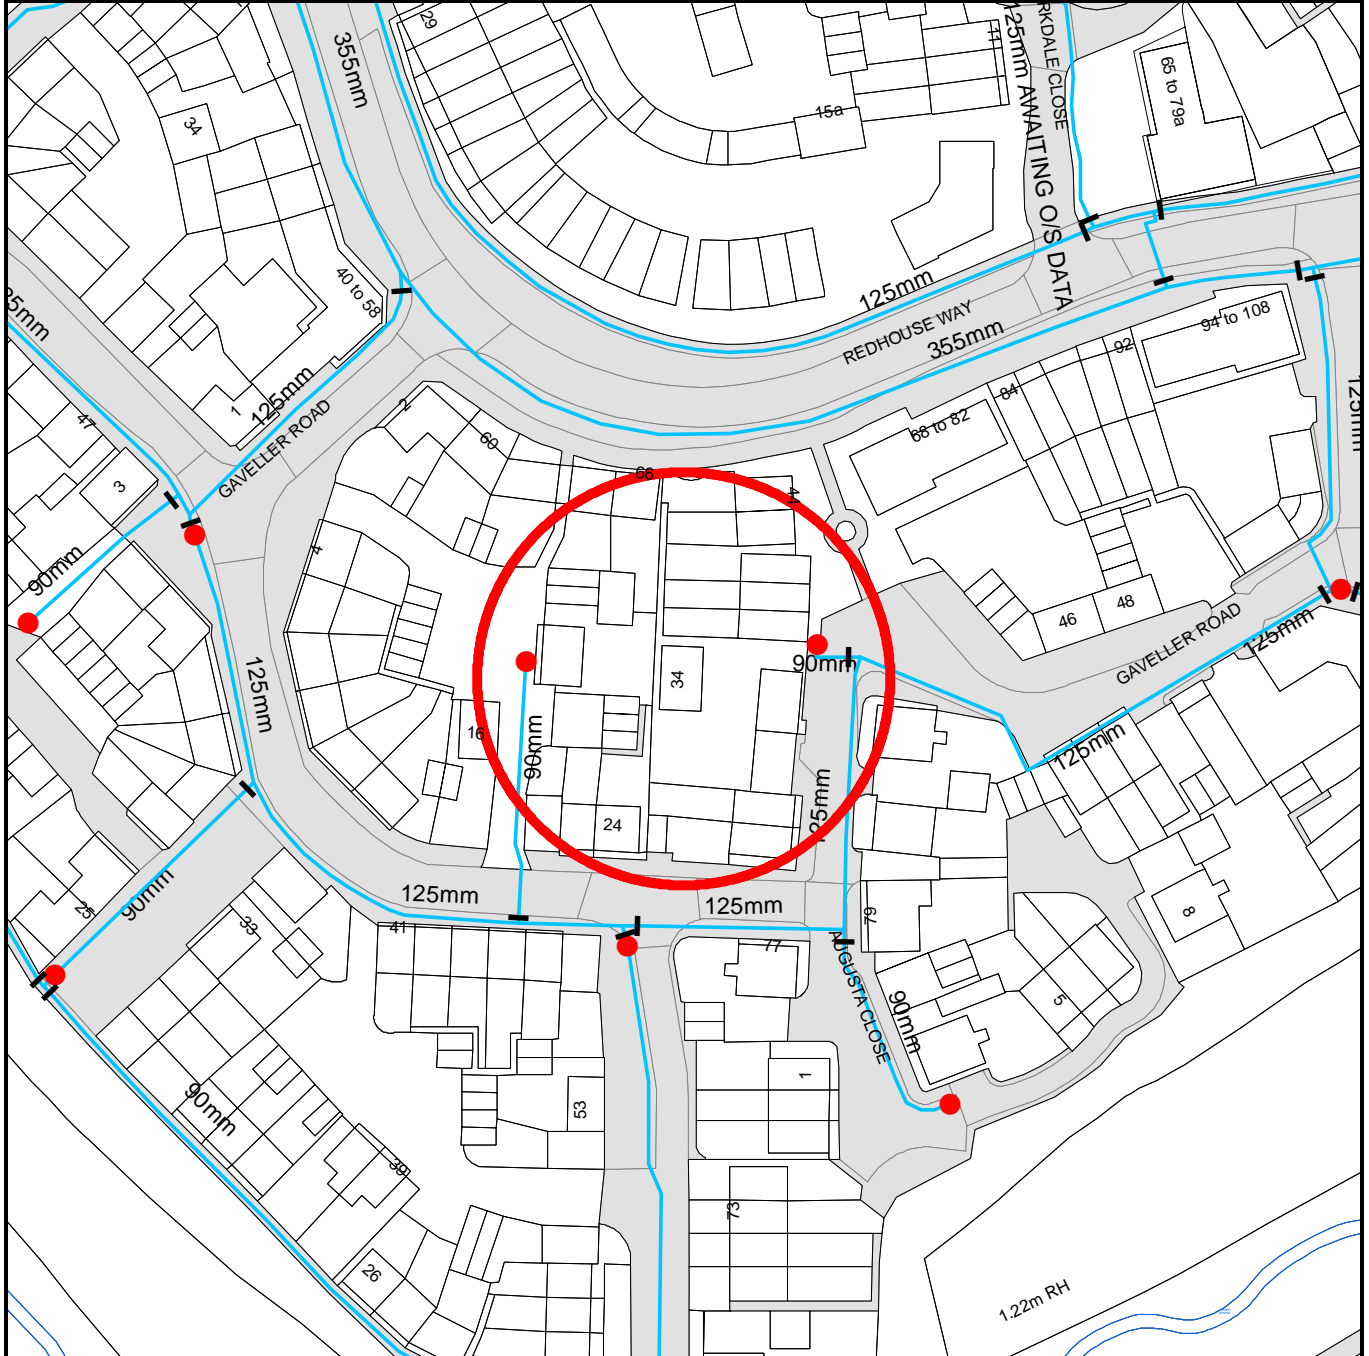 29
355mm
125mm AWAITING O/S DATA
RKDALE CLOSE
11
65 to 79a
15a
34
40 to 58
125mm
REDHOUSE WAY
355mm
94 to 108
92
84
68 to 82
25mm
1
125mm
GAVELLER ROAD
2
60
47
3
66
44
125mm
4
90mm
46
48
GAVELLER ROAD
125mm
90mm
34
125mm
16
90mm
125mm
125mm
24
90mm
125mm
125mm
25
33
41
77
79
AUGUSTA CLOSE
90mm
8
5
1
53
90mm
39
73
26
1.22m RH